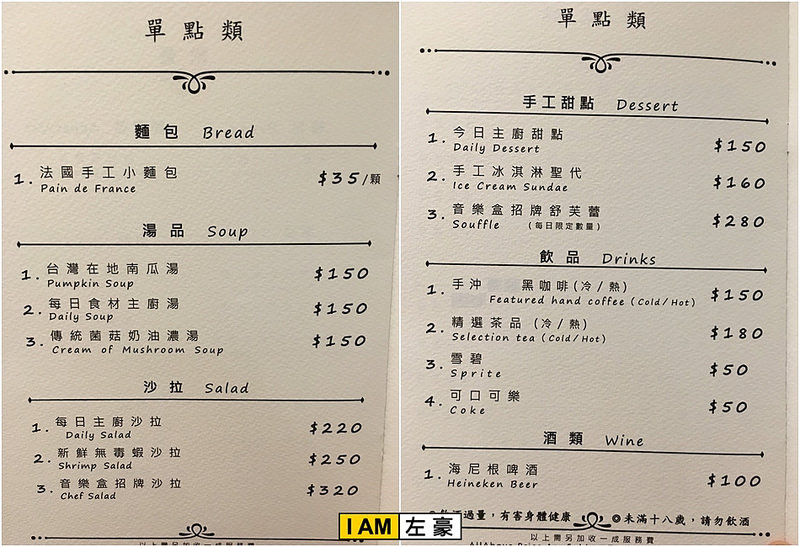 單點類
麵包 Bread
1. 法國手工小麵包 $35/顆
Pain de France
湯品 Soup
1. 台灣在地南瓜湯 $150
Pumpkin Soup
2. 每日食材主廚湯 $150
Daily Soup
3. 傳統菌菇奶油濃湯 $150
Cream of Mushroom Soup
沙拉 Salad
1. 每日主廚沙拉 $220
Daily Salad
2. 新鮮無毒蝦沙拉 $250
Shrimp Salad
3. 音樂盒招牌沙拉 $320
Chef Salad
以上需另加收一成服務費
單點類
手工甜點 Dessert
1. 今日主廚甜點 $150
Daily Dessert
2. 手工冰淇淋聖代 $160
Ice Cream Sundae
3. 音樂盒招牌舒芙蕾 $280
Souffle (每日限定數量)
飲品 Drinks
1. 手沖 黑咖啡(冷/熱) $150
Featured hand coffee (Cold/Hot)
2. 精選茶品 (冷/熱) $180
Selection tea (Cold/Hot)
3. 雪碧 $50
Sprite
4. 可口可樂 $50
Coke
酒類 Wine
1. 海尼根啤酒 $100
Heineken Beer
◎飲酒過量,有害身體健康 ◎未滿十八歲,請勿飲酒
以上需另加收一成服務費
I AM 左豪